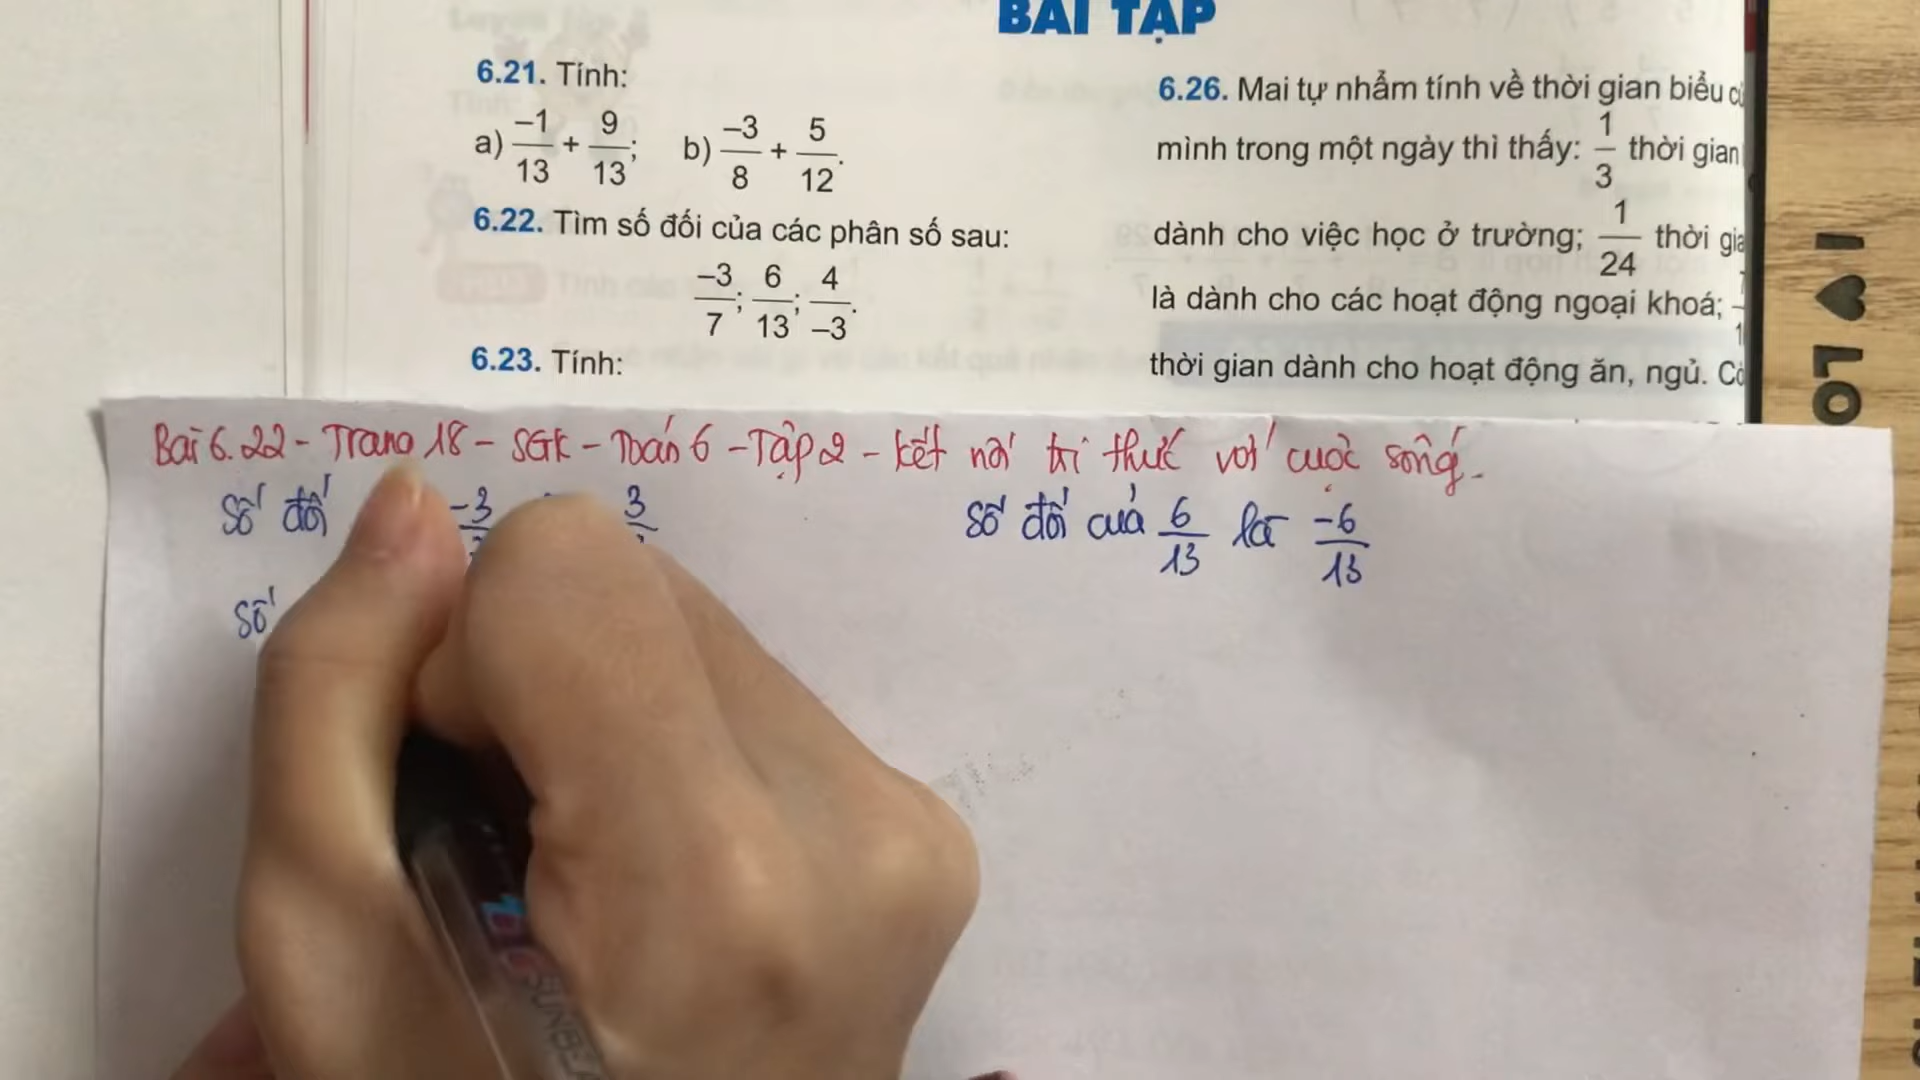 BÀI TẬP
6.21. Tính:
a) −1/13 + 9/13; b) −3/8 + 5/12.
6.22. Tìm số đối của các phân số sau:
−3/7; 6/13; 4/−3.
6.23. Tính:
6.26. Mai tự nhẩm tính về thời gian biểu
mình trong một ngày thì thấy: 1/3 thời gian
dành cho việc học ở trường; 1/24 thời
là dành cho các hoạt động ngoại khoá;
thời gian dành cho hoạt động ăn, ngủ.
Bài 6.22 - Trang 18 - SGK - Toán 6 - Tập 2 - kết nối tri thức với cuộc sống.
Số đối −3 3
Số đối của 6/13 là −6/13
Số
I ♥ LO